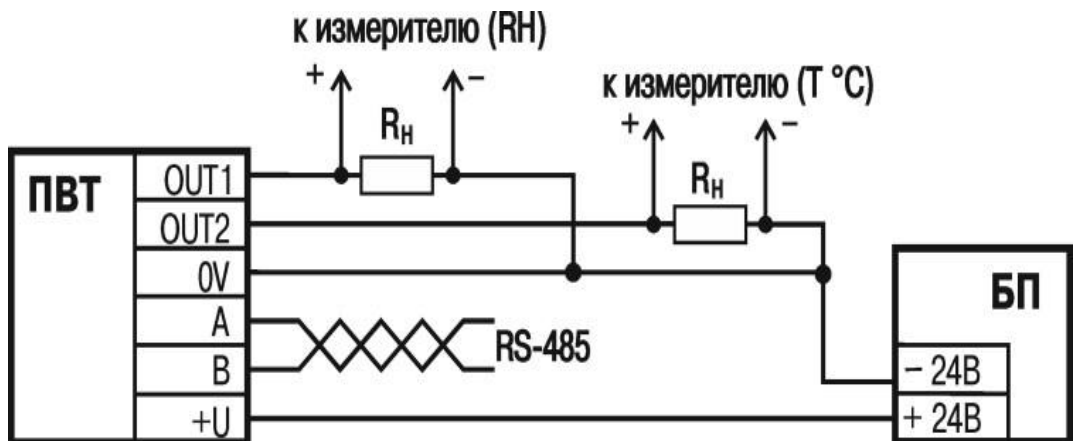 к измерителю (RH)
+
−
к измерителю (T °C)
+
−
Rн
Rн
ПВТ
OUT1
OUT2
0V
A
B
+U
RS-485
БП
− 24В
+ 24В